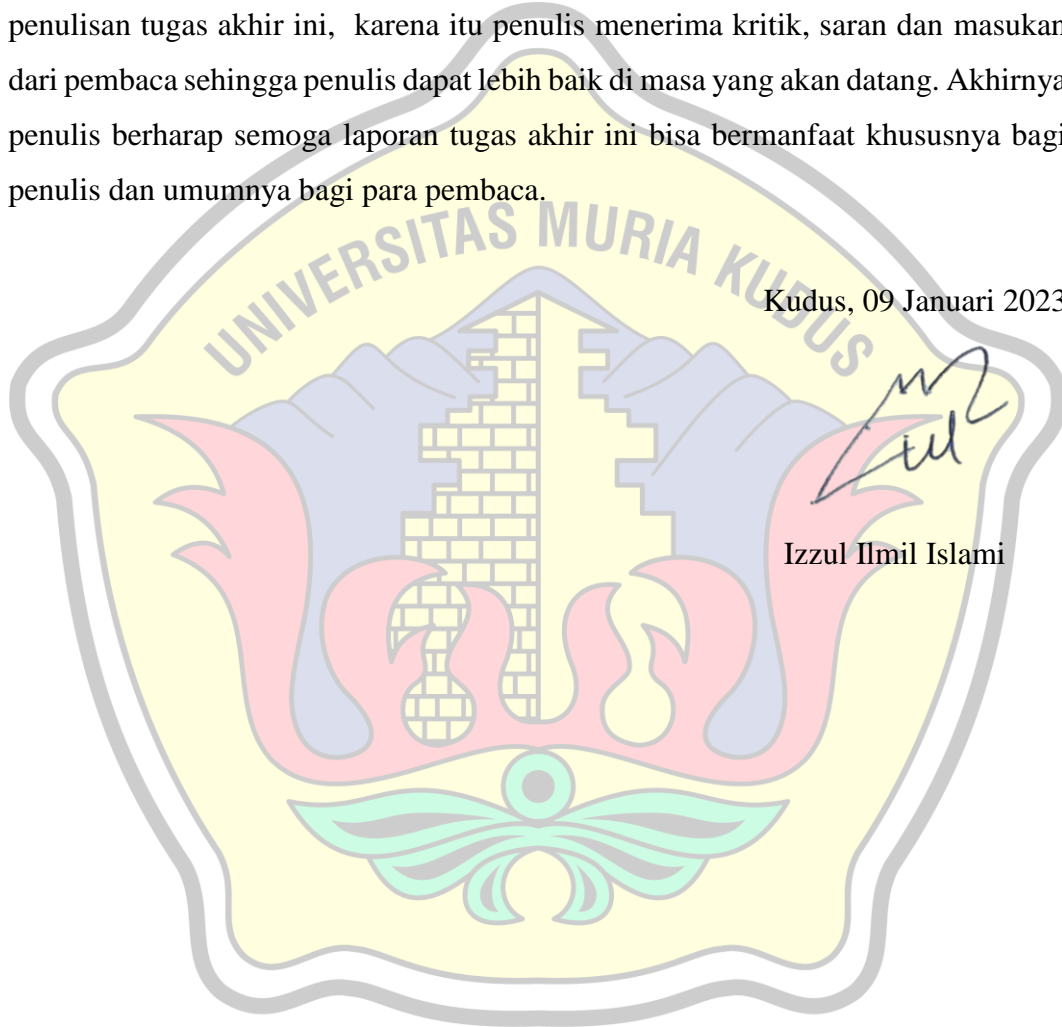 penulisan tugas akhir ini, karena itu penulis menerima kritik, saran dan masukan
dari pembaca sehingga penulis dapat lebih baik di masa yang akan datang. Akhirnya
penulis berharap semoga laporan tugas akhir ini bisa bermanfaat khususnya bagi
penulis dan umumnya bagi para pembaca.
UNIVERSITAS MURIA KUDUS
Kudus, 09 Januari 2023
Izzul Ilmil Islami